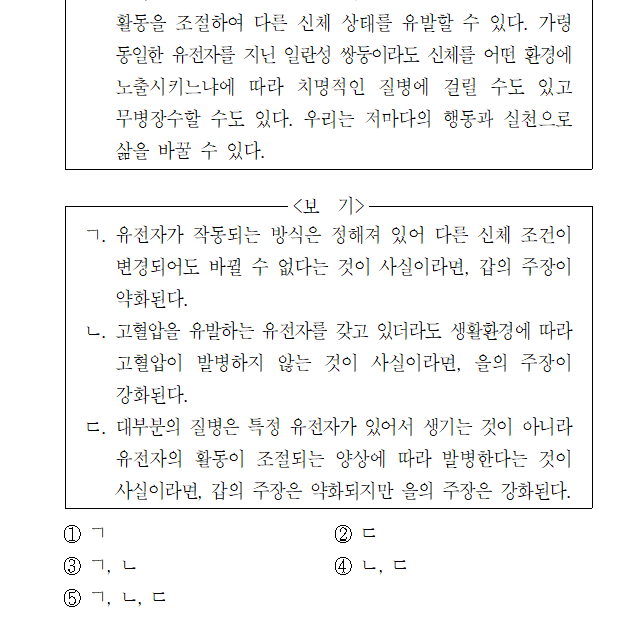 활동을 조절하여 다른 신체 상태를 유발할 수 있다. 가령
동일한 유전자를 지닌 일란성 쌍둥이라도 신체를 어떤 환경에
노출시키느냐에 따라 치명적인 질병에 걸릴 수도 있고
무병장수할 수도 있다. 우리는 저마다의 행동과 실천으로
삶을 바꿀 수 있다.
<보 기>
ㄱ. 유전자가 작동되는 방식은 정해져 있어 다른 신체 조건이
변경되어도 바뀔 수 없다는 것이 사실이라면, 갑의 주장이
약화된다.
ㄴ. 고혈압을 유발하는 유전자를 갖고 있더라도 생활환경에 따라
고혈압이 발병하지 않는 것이 사실이라면, 을의 주장이
강화된다.
ㄷ. 대부분의 질병은 특정 유전자가 있어서 생기는 것이 아니라
유전자의 활동이 조절되는 양상에 따라 발병한다는 것이
사실이라면, 갑의 주장은 약화되지만 을의 주장은 강화된다.
① ㄱ ② ㄷ
③ ㄱ, ㄴ ④ ㄴ, ㄷ
⑤ ㄱ, ㄴ, ㄷ